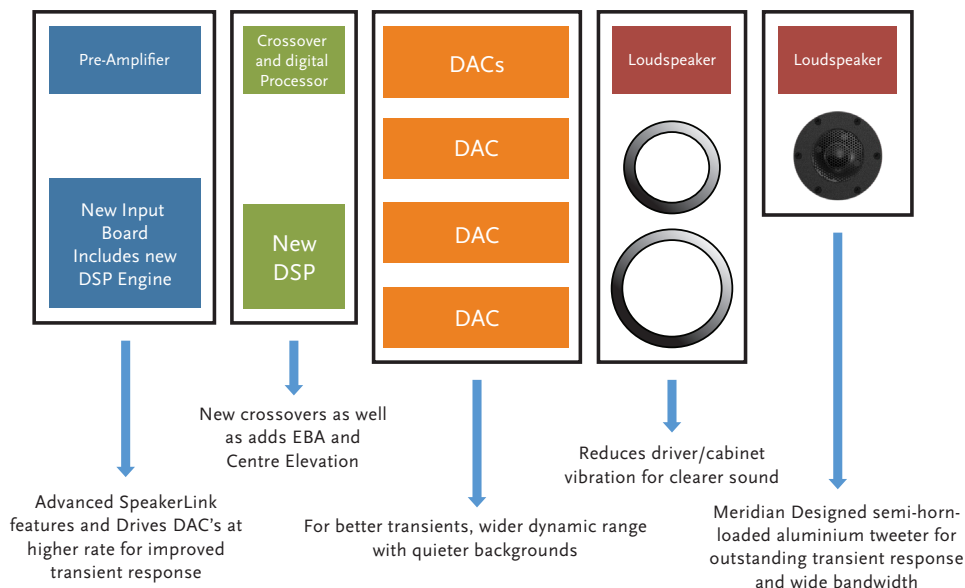 Pre-Amplifier
New Input
Board
Includes new
DSP Engine
Advanced SpeakerLink
features and Drives DAC's at
higher rate for improved
transient response
Crossover
and digital
Processor
New
DSP
New crossovers as well
as adds EBA and
Centre Elevation
DACs
DAC
DAC
DAC
For better transients, wider dynamic range
with quieter backgrounds
Loudspeaker
Reduces driver/cabinet
vibration for clearer sound
Loudspeaker
Meridian Designed semi-horn-
loaded aluminium tweeter for
outstanding transient response
and wide bandwidth